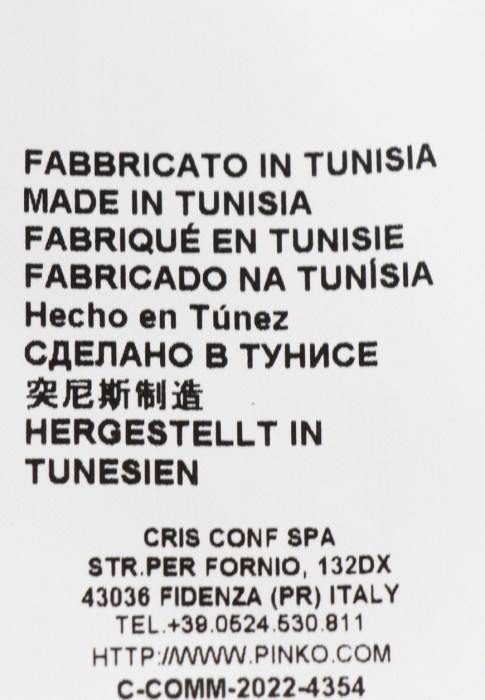 FABBRICATO IN TUNISIA
MADE IN TUNISIA
FABRIQUÉ EN TUNISIE
FABRICADO NA TUNÍSIA
Hecho en Túnez
СДЕЛАНО В ТУНИСЕ
突尼斯制造
HERGESTELLT IN
TUNESIEN
CRIS CONF SPA
STR.PER FORNIO, 132DX
43036 FIDENZA (PR) ITALY
TEL.+39.0524.530.811
HTTP://WWW.PINKO.COM
C-COMM-2022-4354